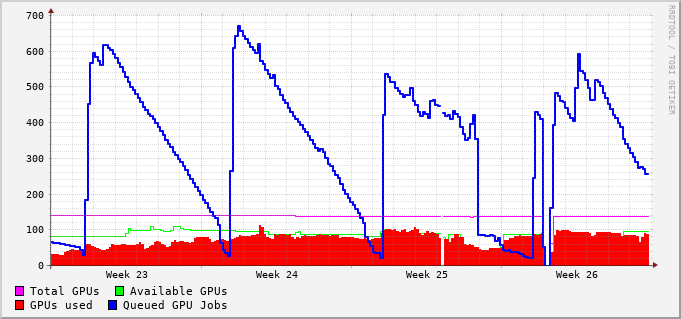 700
600
500
400
300
200
100
0
Week 23 Week 24 Week 25 Week 26
Total GPUs Available GPUs
GPUs used Queued GPU Jobs
RRDTOOL / TOBI OETIKER